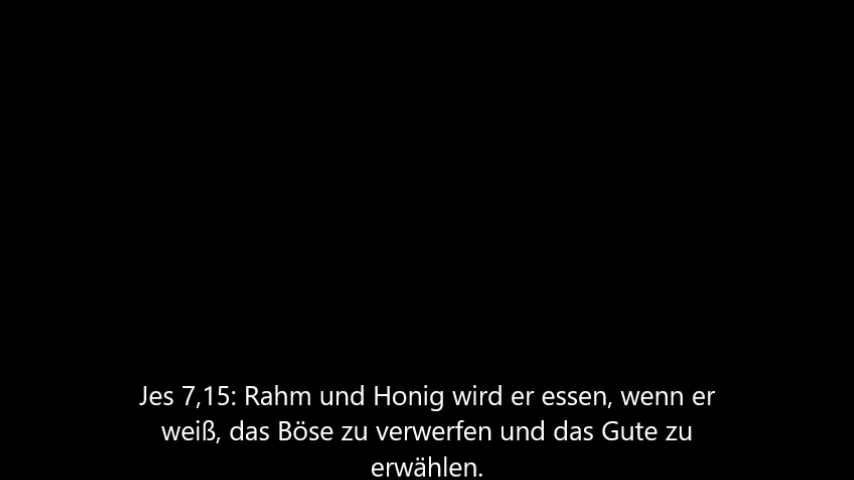 Jes 7,15: Rahm und Honig wird er essen, wenn er
weiß, das Böse zu verwerfen und das Gute zu
erwählen.